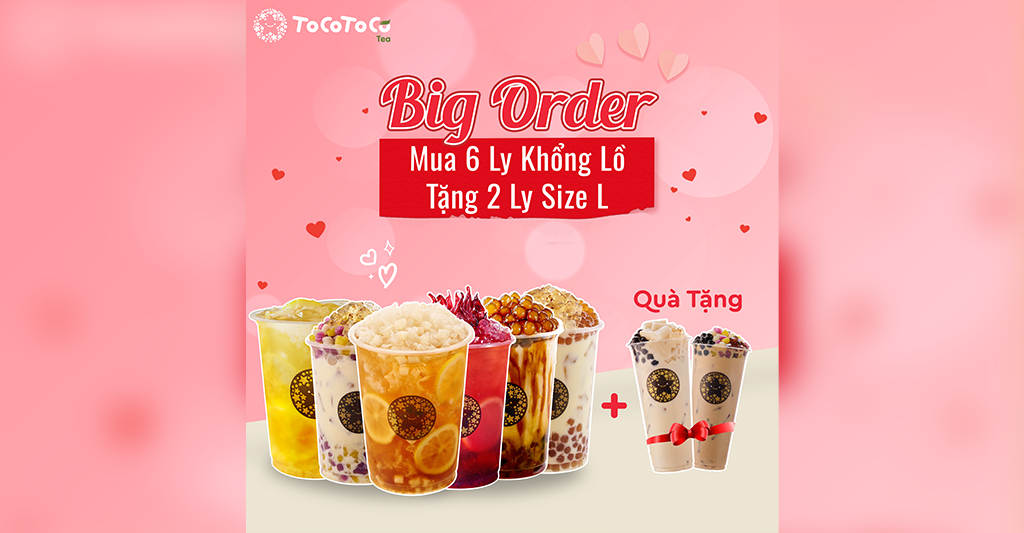 ToCoToCo
Tea
Big Order
Mua 6 Ly Khổng Lồ
Tặng 2 Ly Size L
Quà Tặng
+